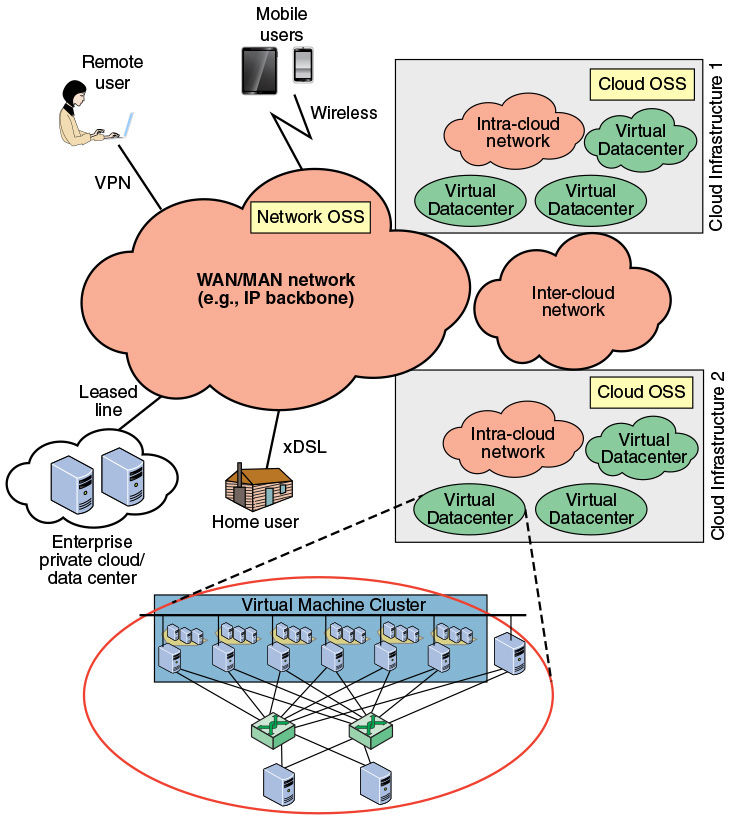 Mobile
users
Remote
user
Wireless
VPN
Cloud OSS
Intra-cloud
network
Virtual
Datacenter
Virtual
Datacenter
Virtual
Datacenter
Cloud Infrastructure 1
Network OSS
WAN/MAN network
(e.g., IP backbone)
Inter-cloud
network
Leased
line
xDSL
Home user
Enterprise
private cloud/
data center
Cloud OSS
Intra-cloud
network
Virtual
Datacenter
Virtual
Datacenter
Virtual
Datacenter
Cloud Infrastructure 2
Virtual Machine Cluster